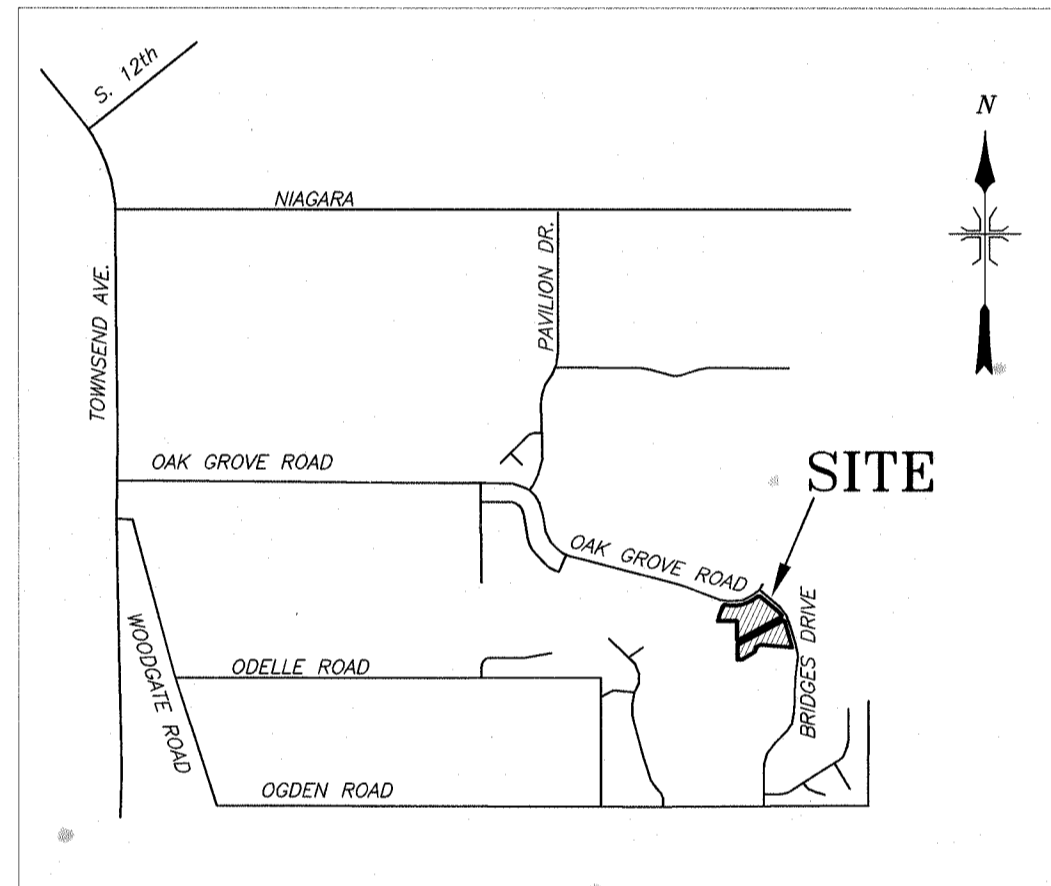 S. 12th
N
NIAGARA
PAVILION DR.
TOWNSEND AVE.
OAK GROVE ROAD
SITE
OAK GROVE ROAD
BRIDGES DRIVE
WOODGATE ROAD
ODELLE ROAD
OGDEN ROAD